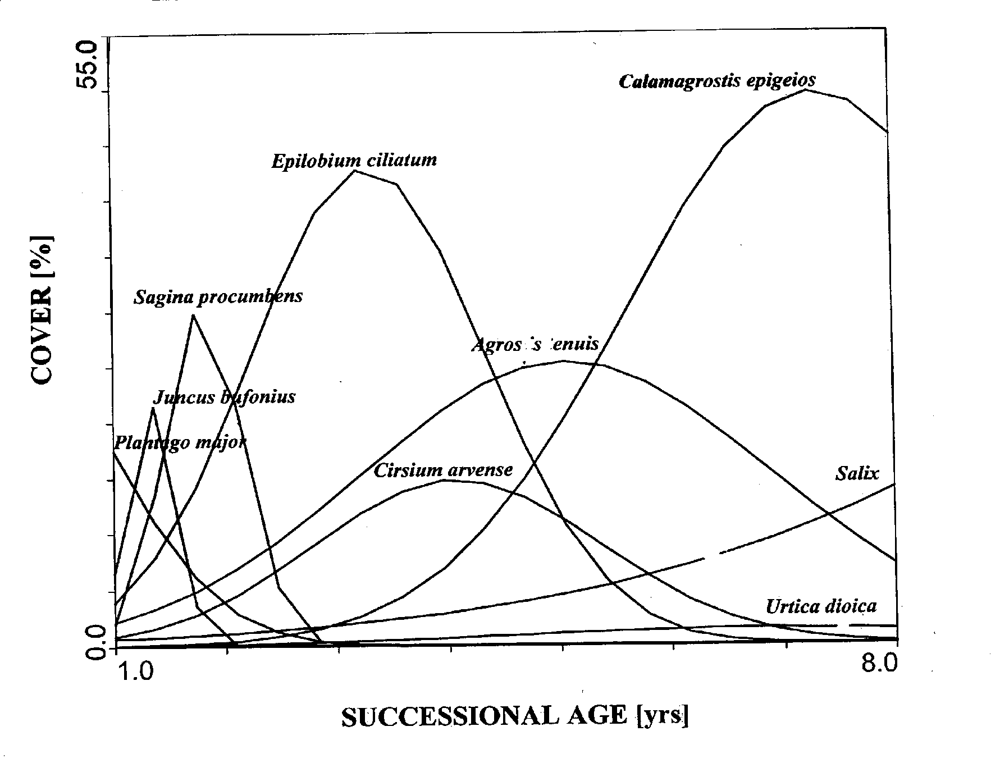 55.0
Calamagrostis epigeios
Epilobium ciliatum
COVER [%]
Sagina procumbens
Juncus bufonius
Plantago major
Cirsium arvense
Salix
Urtica dioica
0.0
1.0
8.0
SUCCESSIONAL AGE [yrs]